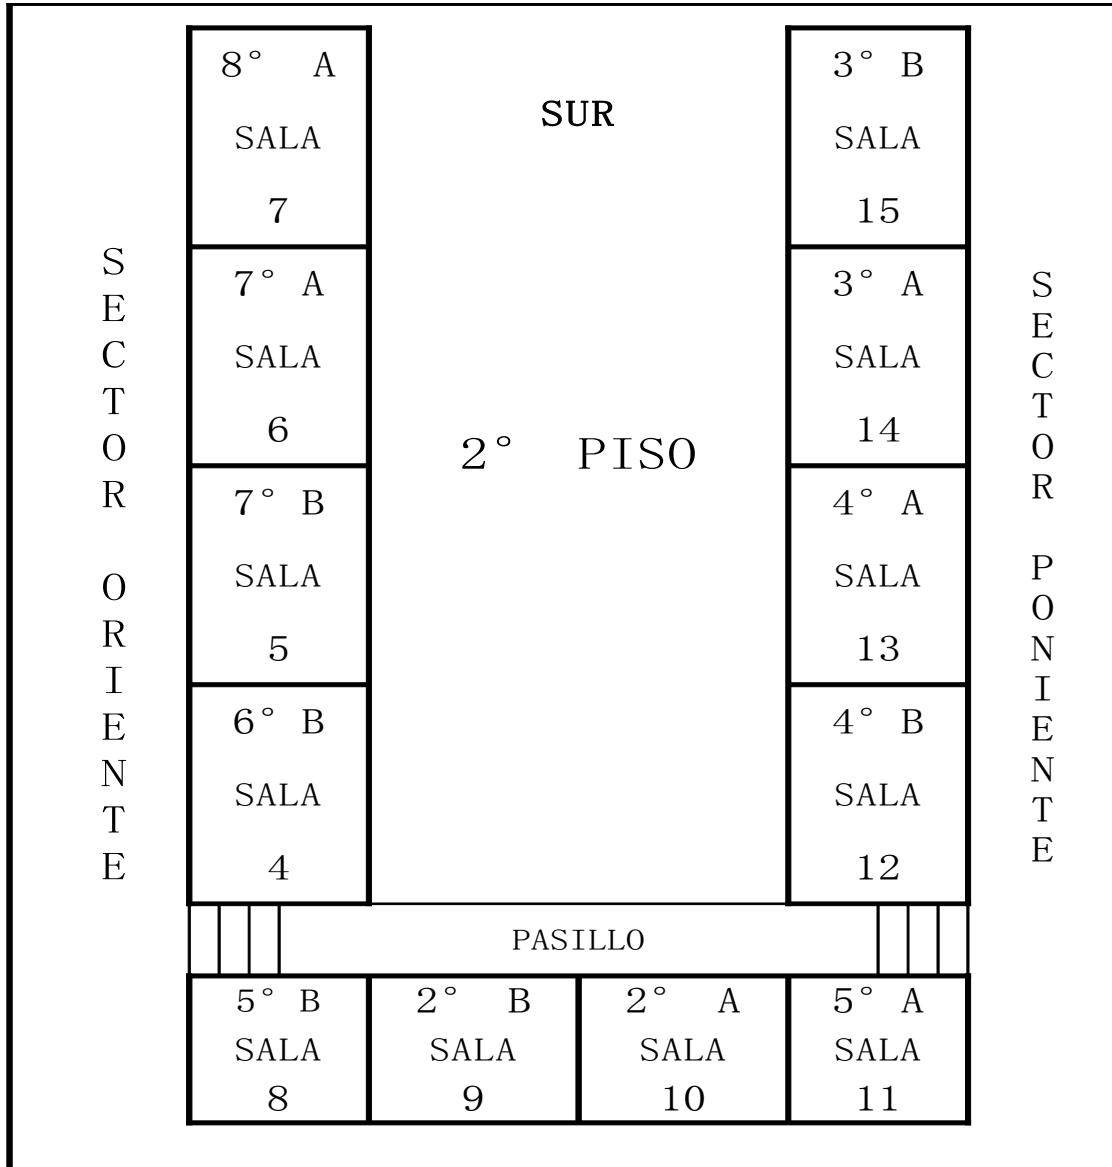 SUR
2° PISO
SECTOR ORIENTE
8° A
SALA
7
7° A
SALA
6
7° B
SALA
5
6° B
SALA
4
3° B
SALA
15
3° A
SALA
14
4° A
SALA
13
4° B
SALA
12
SECTOR PONIENTE
PASILLO
5° B
SALA
8
2° B
SALA
9
2° A
SALA
10
5° A
SALA
11